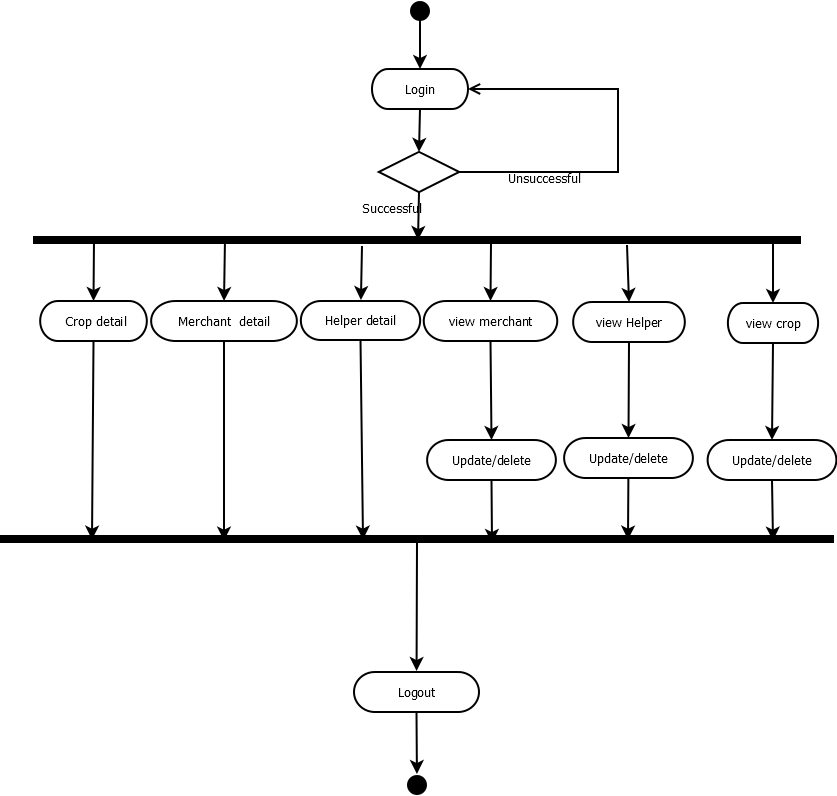 Login
Unsuccessful
Successful
Crop detail
Merchant  detail
Helper detail
view merchant
view Helper
view crop
Update/delete
Update/delete
Update/delete
Logout